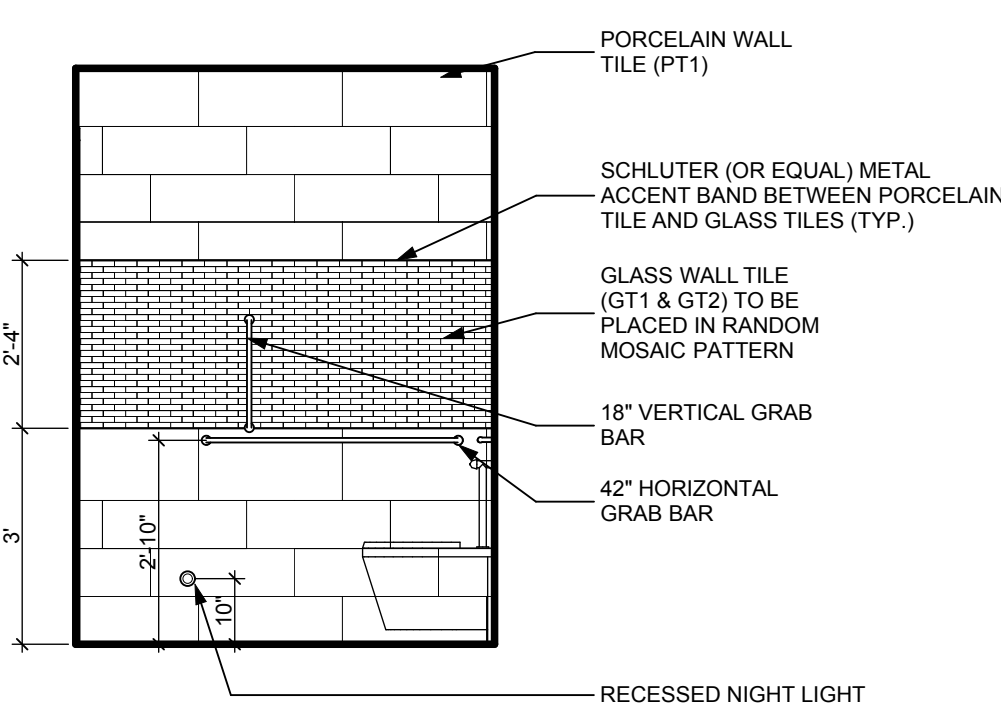 PORCELAIN WALL
TILE (PT1)
SCHLUTER (OR EQUAL) METAL
ACCENT BAND BETWEEN PORCELAIN
TILE AND GLASS TILES (TYP.)
GLASS WALL TILE
(GT1 & GT2) TO BE
PLACED IN RANDOM
MOSAIC PATTERN
18" VERTICAL GRAB
BAR
42" HORIZONTAL
GRAB BAR
RECESSED NIGHT LIGHT
2'-4"
3'
2'-10"
10"